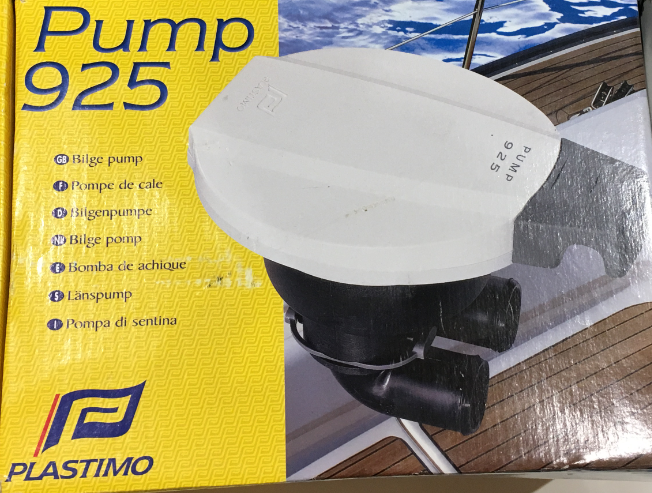 Pump
925
GB Bilge pump
F Pompe de cale
D Bilgenpumpe
NL Bilge pomp
E Bomba de achique
S Länspump
I Pompa di sentina
PLASTIMO
PLASTIMO
PUMP
925